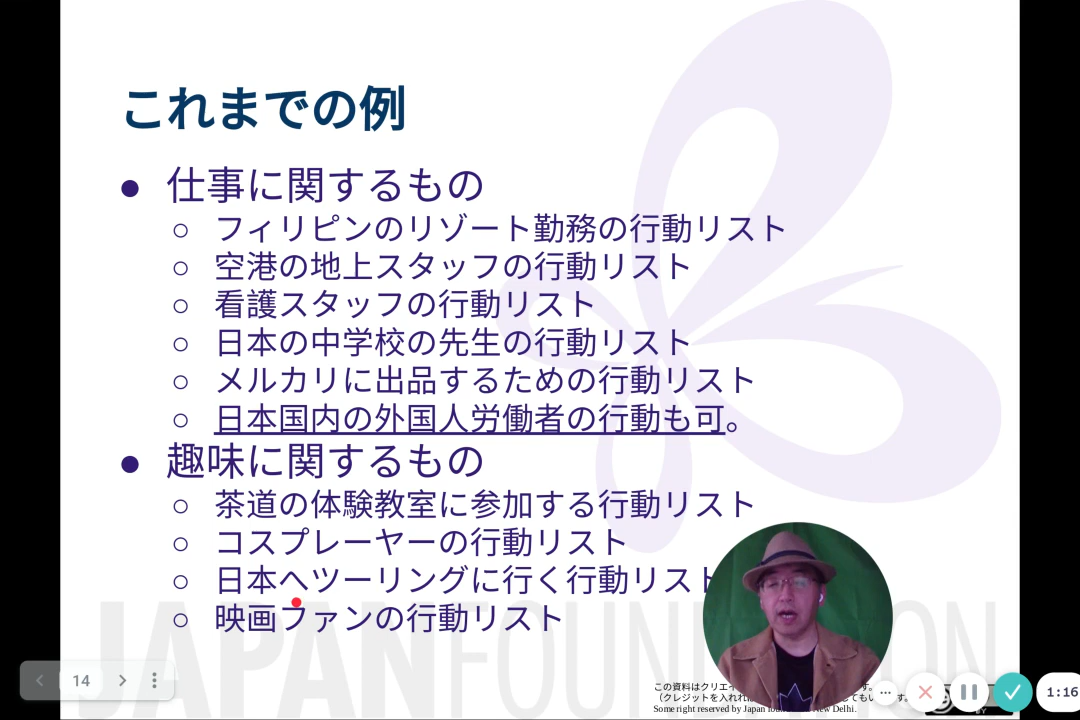 これまでの例
● 仕事に関するもの
○ フィリピンのリゾート勤務の行動リスト
○ 空港の地上スタッフの行動リスト
○ 看護スタッフの行動リスト
○ 日本の中学校の先生の行動リスト
○ メルカリに出品するための行動リスト
○ 日本国内の外国人労働者の行動も可。
● 趣味に関するもの
○ 茶道の体験教室に参加する行動リスト
○ コスプレーヤーの行動リスト
○ 日本へツーリングに行く行動リスト
○ 映画ファンの行動リスト
JAPAN FOUNDATION
14
この資料はクリエイ
（クレジットを入れれ
Some right reserved by Japan New Delhi.
BY
1:16